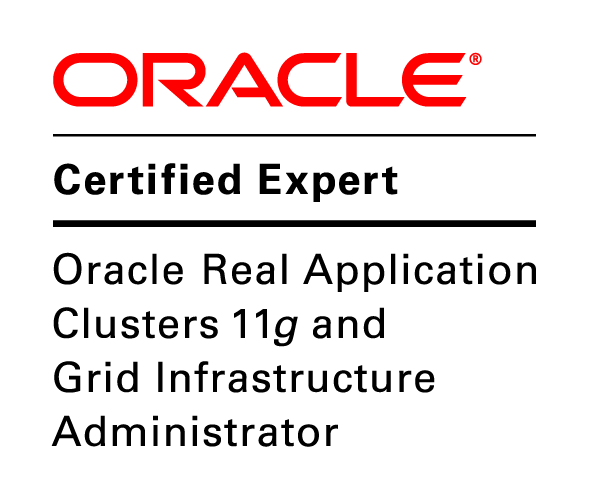 ORACLE®
Certified Expert
Oracle Real Application
Clusters 11g and
Grid Infrastructure
Administrator